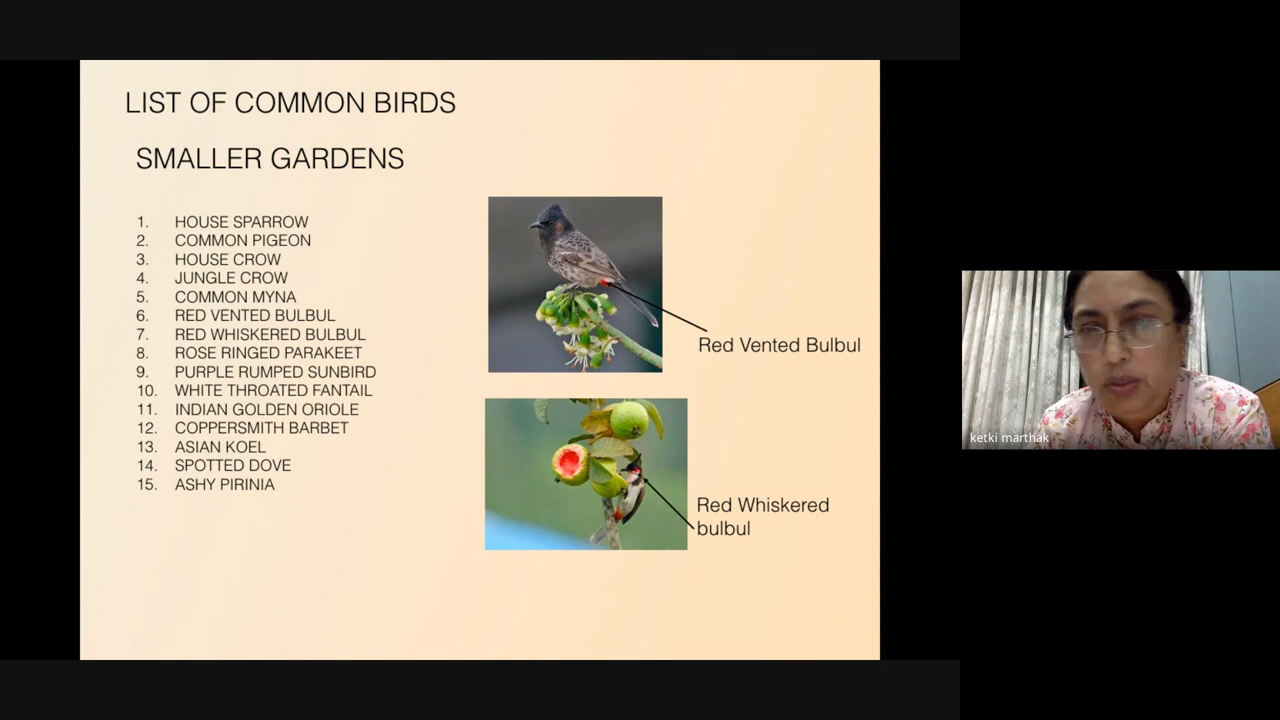 LIST OF COMMON BIRDS
SMALLER GARDENS
1. HOUSE SPARROW
2. COMMON PIGEON
3. HOUSE CROW
4. JUNGLE CROW
5. COMMON MYNA
6. RED VENTED BULBUL
7. RED WHISKERED BULBUL
8. ROSE RINGED PARAKEET
9. PURPLE RUMPED SUNBIRD
10. WHITE THROATED FANTAIL
11. INDIAN GOLDEN ORIOLE
12. COPPERSMITH BARBET
13. ASIAN KOEL
14. SPOTTED DOVE
15. ASHY PIRINIA
Red Vented Bulbul
Red Whiskered
bulbul
ketki marthak